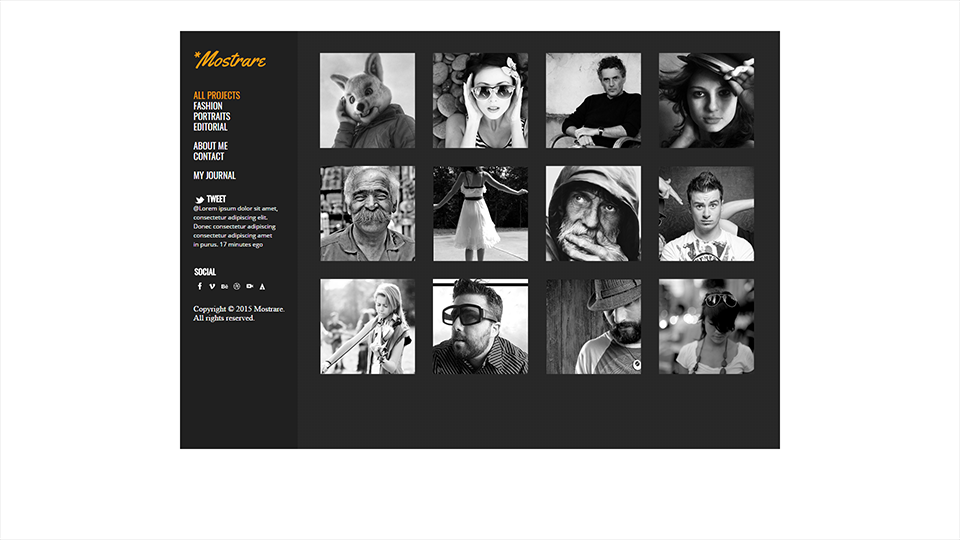 *Mostrare
ALL PROJECTS
FASHION
PORTRAITS
EDITORIAL
ABOUT ME
CONTACT
MY JOURNAL
TWEET
@Lorem ipsum dolor sit amet,
consectetur adipiscing elit.
Donec consectetur adipiscing
consectetur adipiscing amet
in purus. 17 minutes ego
SOCIAL
Copyright © 2015 Mostrare.
All rights reserved.